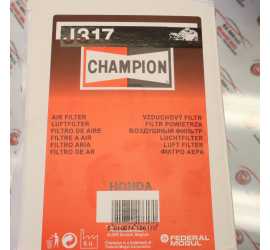 J317
CHAMPION
AIR FILTER
LUFTFILTER
FILTRO DE AIRE
FILTRE A AIR
FILTRO ARIA
FILTRO DE AR
VZDUCHOVÝ FILTR
FILTR POWIETRZA
ВОЗДУШНЫЙ ФИЛЬТР
LUCHTFILTER
LUFT FILTER
ΦΙΛΤΡΟ ΑΕΡΑ
HONDA
FEDERAL
MOGUL